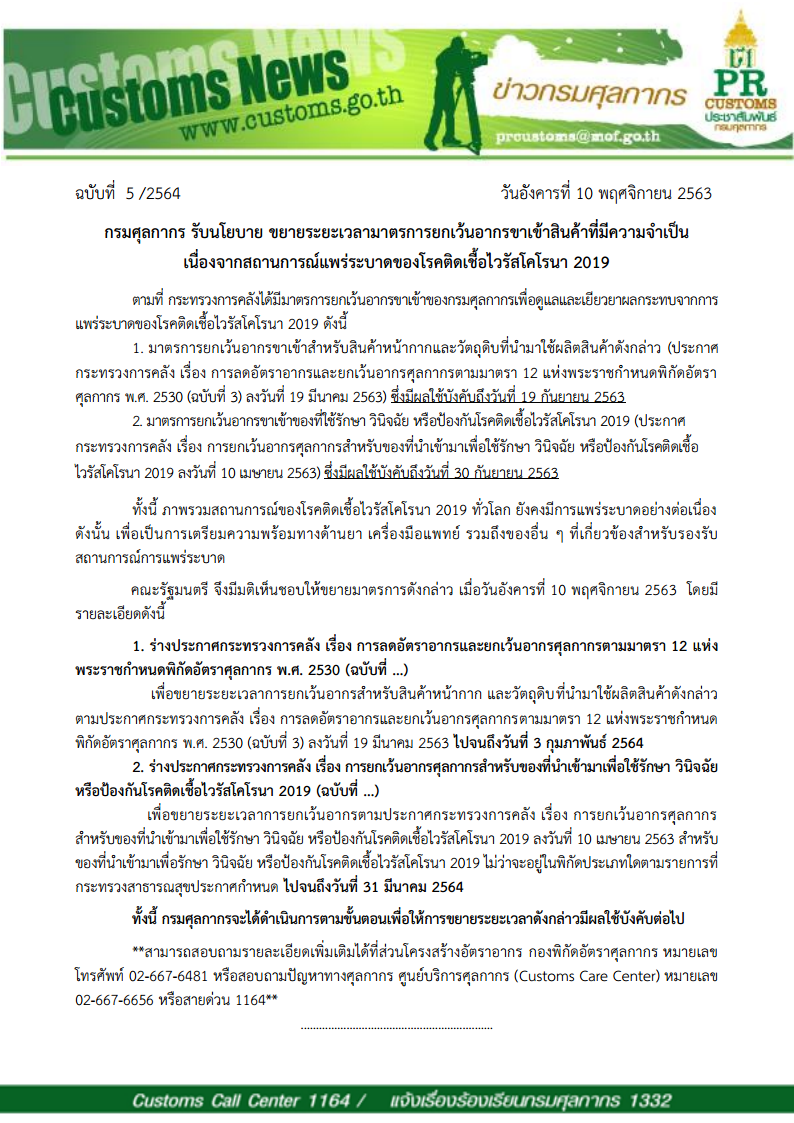 Customs News
Customs News
www.customs.go.th
ข่าวกรมศุลกากร
prcustoms@mof.go.th
PR
CUSTOMS
ประชาสัมพันธ์
กรมศุลกากร
ฉบับที่ 5 /2564 วันอังคารที่ 10 พฤศจิกายน 2563
กรมศุลกากร รับนโยบาย ขยายระยะเวลามาตรการยกเว้นอากรขาเข้าสินค้าที่มีความจำเป็น
เนื่องจากสถานการณ์แพร่ระบาดของโรคติดเชื้อไวรัสโคโรนา 2019
ตามที่ กระทรวงการคลังได้มีมาตรการยกเว้นอากรขาเข้าของกรมศุลกากรเพื่อดูแลและเยียวยาผลกระทบจากการ
แพร่ระบาดของโรคติดเชื้อไวรัสโคโรนา 2019 ดังนี้
1. มาตรการยกเว้นอากรขาเข้าสำหรับสินค้าหน้ากากและวัตถุดิบที่นำมาใช้ผลิตสินค้าดังกล่าว (ประกาศ
กระทรวงการคลัง เรื่อง การลดอัตราอากรและยกเว้นอากรศุลกากรตามมาตรา 12 แห่งพระราชกำหนดพิกัดอัตรา
ศุลกากร พ.ศ. 2530 (ฉบับที่ 3) ลงวันที่ 19 มีนาคม 2563) ซึ่งมีผลใช้บังคับถึงวันที่ 19 กันยายน 2563
2. มาตรการยกเว้นอากรขาเข้าของที่ใช้รักษา วินิจฉัย หรือป้องกันโรคติดเชื้อไวรัสโคโรนา 2019 (ประกาศ
กระทรวงการคลัง เรื่อง การยกเว้นอากรศุลกากรสำหรับของที่นำเข้ามาเพื่อใช้รักษา วินิจฉัย หรือป้องกันโรคติดเชื้อ
ไวรัสโคโรนา 2019 ลงวันที่ 10 เมษายน 2563) ซึ่งมีผลใช้บังคับถึงวันที่ 30 กันยายน 2563
ทั้งนี้ ภาพรวมสถานการณ์ของโรคติดเชื้อไวรัสโคโรนา 2019 ทั่วโลก ยังคงมีการแพร่ระบาดอย่างต่อเนื่อง
ดังนั้น เพื่อเป็นการเตรียมความพร้อมทางด้านยา เครื่องมือแพทย์ รวมถึงของอื่น ๆ ที่เกี่ยวข้องสำหรับรองรับ
สถานการณ์การแพร่ระบาด
คณะรัฐมนตรี จึงมีมติเห็นชอบให้ขยายมาตรการดังกล่าว เมื่อวันอังคารที่ 10 พฤศจิกายน 2563 โดยมี
รายละเอียดดังนี้
1. ร่างประกาศกระทรวงการคลัง เรื่อง การลดอัตราอากรและยกเว้นอากรศุลกากรตามมาตรา 12 แห่ง
พระราชกำหนดพิกัดอัตราศุลกากร พ.ศ. 2530 (ฉบับที่ ...)
เพื่อขยายระยะเวลาการยกเว้นอากรสำหรับสินค้าหน้ากาก และวัตถุดิบที่นำมาใช้ผลิตสินค้าดังกล่าว
ตามประกาศกระทรวงการคลัง เรื่อง การลดอัตราอากรและยกเว้นอากรศุลกากรตามมาตรา 12 แห่งพระราชกำหนด
พิกัดอัตราศุลกากร พ.ศ. 2530 (ฉบับที่ 3) ลงวันที่ 19 มีนาคม 2563 ไปจนถึงวันที่ 3 กุมภาพันธ์ 2564
2. ร่างประกาศกระทรวงการคลัง เรื่อง การยกเว้นอากรศุลกากรสำหรับของที่นำเข้ามาเพื่อใช้รักษา วินิจฉัย
หรือป้องกันโรคติดเชื้อไวรัสโคโรนา 2019 (ฉบับที่ ...)
เพื่อขยายระยะเวลาการยกเว้นอากรตามประกาศกระทรวงการคลัง เรื่อง การยกเว้นอากรศุลกากร
สำหรับของที่นำเข้ามาเพื่อใช้รักษา วินิจฉัย หรือป้องกันโรคติดเชื้อไวรัสโคโรนา 2019 ลงวันที่ 10 เมษายน 2563 สำหรับ
ของที่นำเข้ามาเพื่อรักษา วินิจฉัย หรือป้องกันโรคติดเชื้อไวรัสโคโรนา 2019 ไม่ว่าจะอยู่ในพิกัดประเภทใดตามรายการที่
กระทรวงสาธารณสุขประกาศกำหนด ไปจนถึงวันที่ 31 มีนาคม 2564
ทั้งนี้ กรมศุลกากรจะได้ดำเนินการตามขั้นตอนเพื่อให้การขยายระยะเวลาดังกล่าวมีผลใช้บังคับต่อไป
**สามารถสอบถามรายละเอียดเพิ่มเติมได้ที่ส่วนโครงสร้างอัตราอากร กองพิกัดอัตราศุลกากร หมายเลข
โทรศัพท์ 02-667-6481 หรือสอบถามปัญหาทางศุลกากร ศูนย์บริการศุลกากร (Customs Care Center) หมายเลข
02-667-6656 หรือสายด่วน 1164**
................................................................
Customs Call Center 1164 / แจ้งเรื่องร้องเรียนกรมศุลกากร 1332